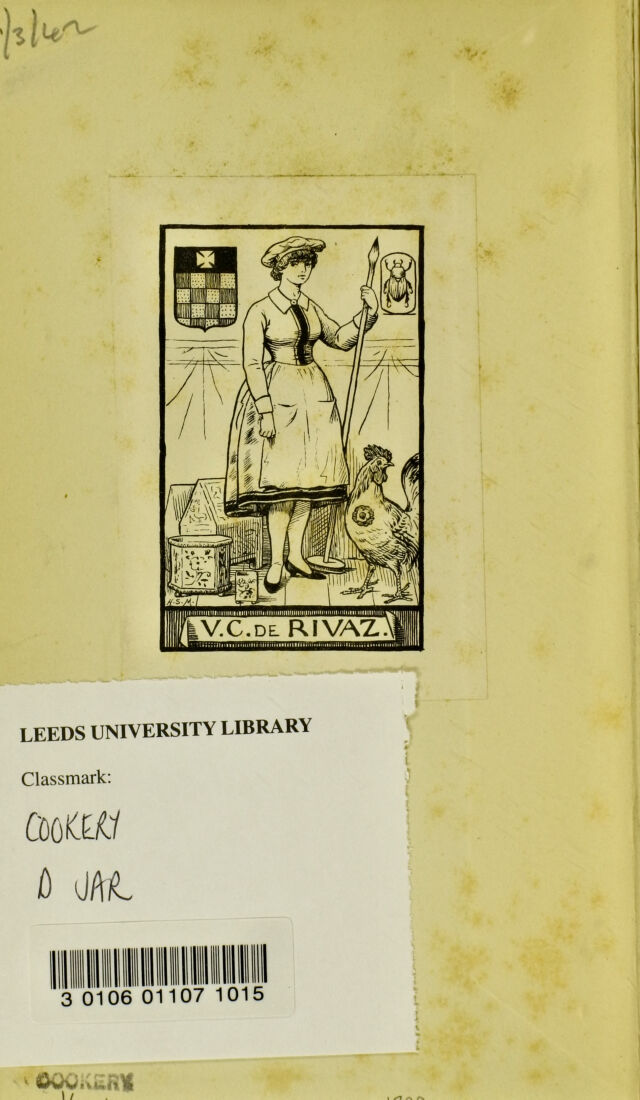 H.S.M.
V.C. DE RIVAZ.
LEEDS UNIVERSITY LIBRARY
Classmark:
COOKERY
D JAR
3 0106 01107 1015
COOKERY